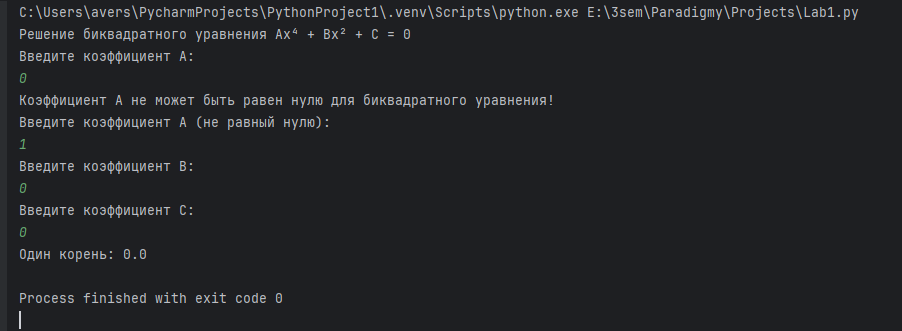 C:\Users\avers\PycharmProjects\PythonProject1\.venv\Scripts\python.exe E:\3sem\Paradigmy\Projects\Lab1.py
Решение биквадратного уравнения Ax⁴ + Bx² + C = 0
Введите коэффициент A:
0
Коэффициент A не может быть равен нулю для биквадратного уравнения!
Введите коэффициент A (не равный нулю):
1
Введите коэффициент B:
0
Введите коэффициент C:
0
Один корень: 0.0
Process finished with exit code 0